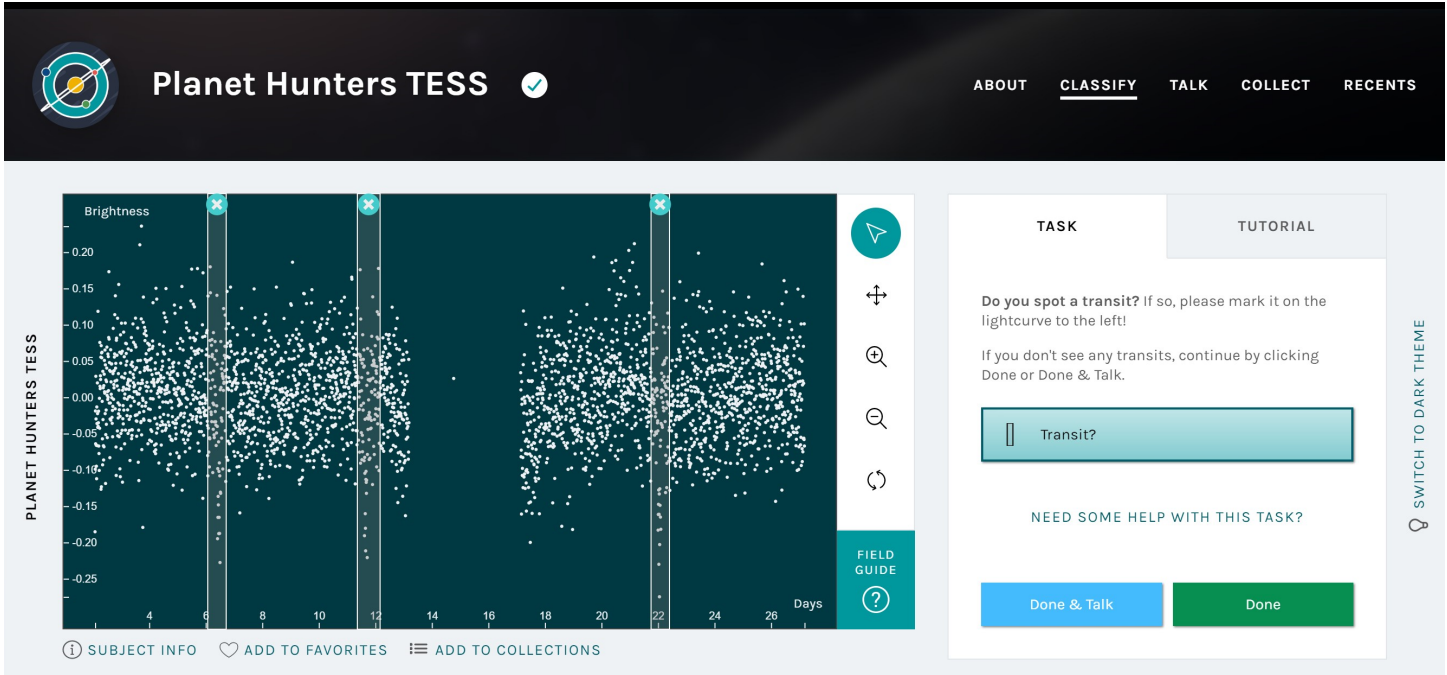 Planet Hunters TESS
ABOUT CLASSIFY TALK COLLECT RECENTS
PLANET HUNTERS TESS
Brightness
0.20
0.15
0.10
0.05
0.00
-0.05
-0.10
-0.15
-0.20
-0.25
4 6 8 10 12 14 16 18 20 22 24 26
Days
FIELD
GUIDE
?
SUBJECT INFO ADD TO FAVORITES ADD TO COLLECTIONS
TASK TUTORIAL
Do you spot a transit? If so, please mark it on the
lightcurve to the left!
If you don't see any transits, continue by clicking
Done or Done & Talk.
Transit?
NEED SOME HELP WITH THIS TASK?
Done & Talk Done
SWITCH TO DARK THEME